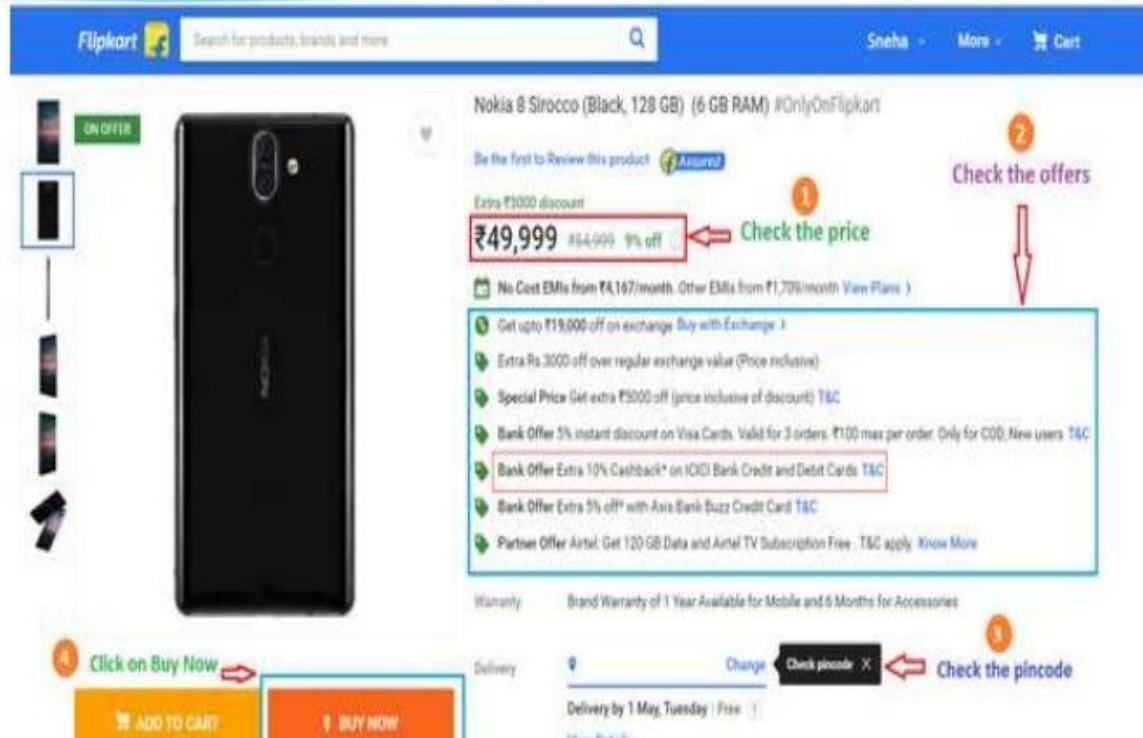 Flipkart
Search for products, brands and more
Sneha
More
Cart
ON OFFER
NOKIA
Nokia 8 Sirocco (Black, 128 GB) (6 GB RAM) #OnlyOnFlipkart
Be the first to Review this product Assured
Extra ₹5000 discount
₹49,999 ₹54,999 9% off
1
Check the price
2
Check the offers
No Cost EMIs from ₹4,167/month. Other EMIs from ₹1,709/month View Plans >
Get upto ₹19,000 off on exchange Buy with Exchange >
Extra Rs.3000 off over regular exchange value (Price inclusive)
Special Price Get extra ₹5000 off (price inclusive of discount) T&C
Bank Offer 5% instant discount on Visa Cards. Valid for 3 orders. ₹100 max per order. Only for COD, New users T&C
Bank Offer Extra 10% Cashback* on ICICI Bank Credit and Debit Cards T&C
Bank Offer Extra 5% off* with Axis Bank Buzz Credit Card T&C
Partner Offer Airtel: Get 120 GB Data and Airtel TV Subscription Free . T&C apply. Know More
Warranty Brand Warranty of 1 Year Available for Mobile and 6 Months for Accessories
Delivery Change Check pincode X
3
Check the pincode
Delivery by 1 May, Tuesday | Free
View Details
4
Click on Buy Now
ADD TO CART
BUY NOW